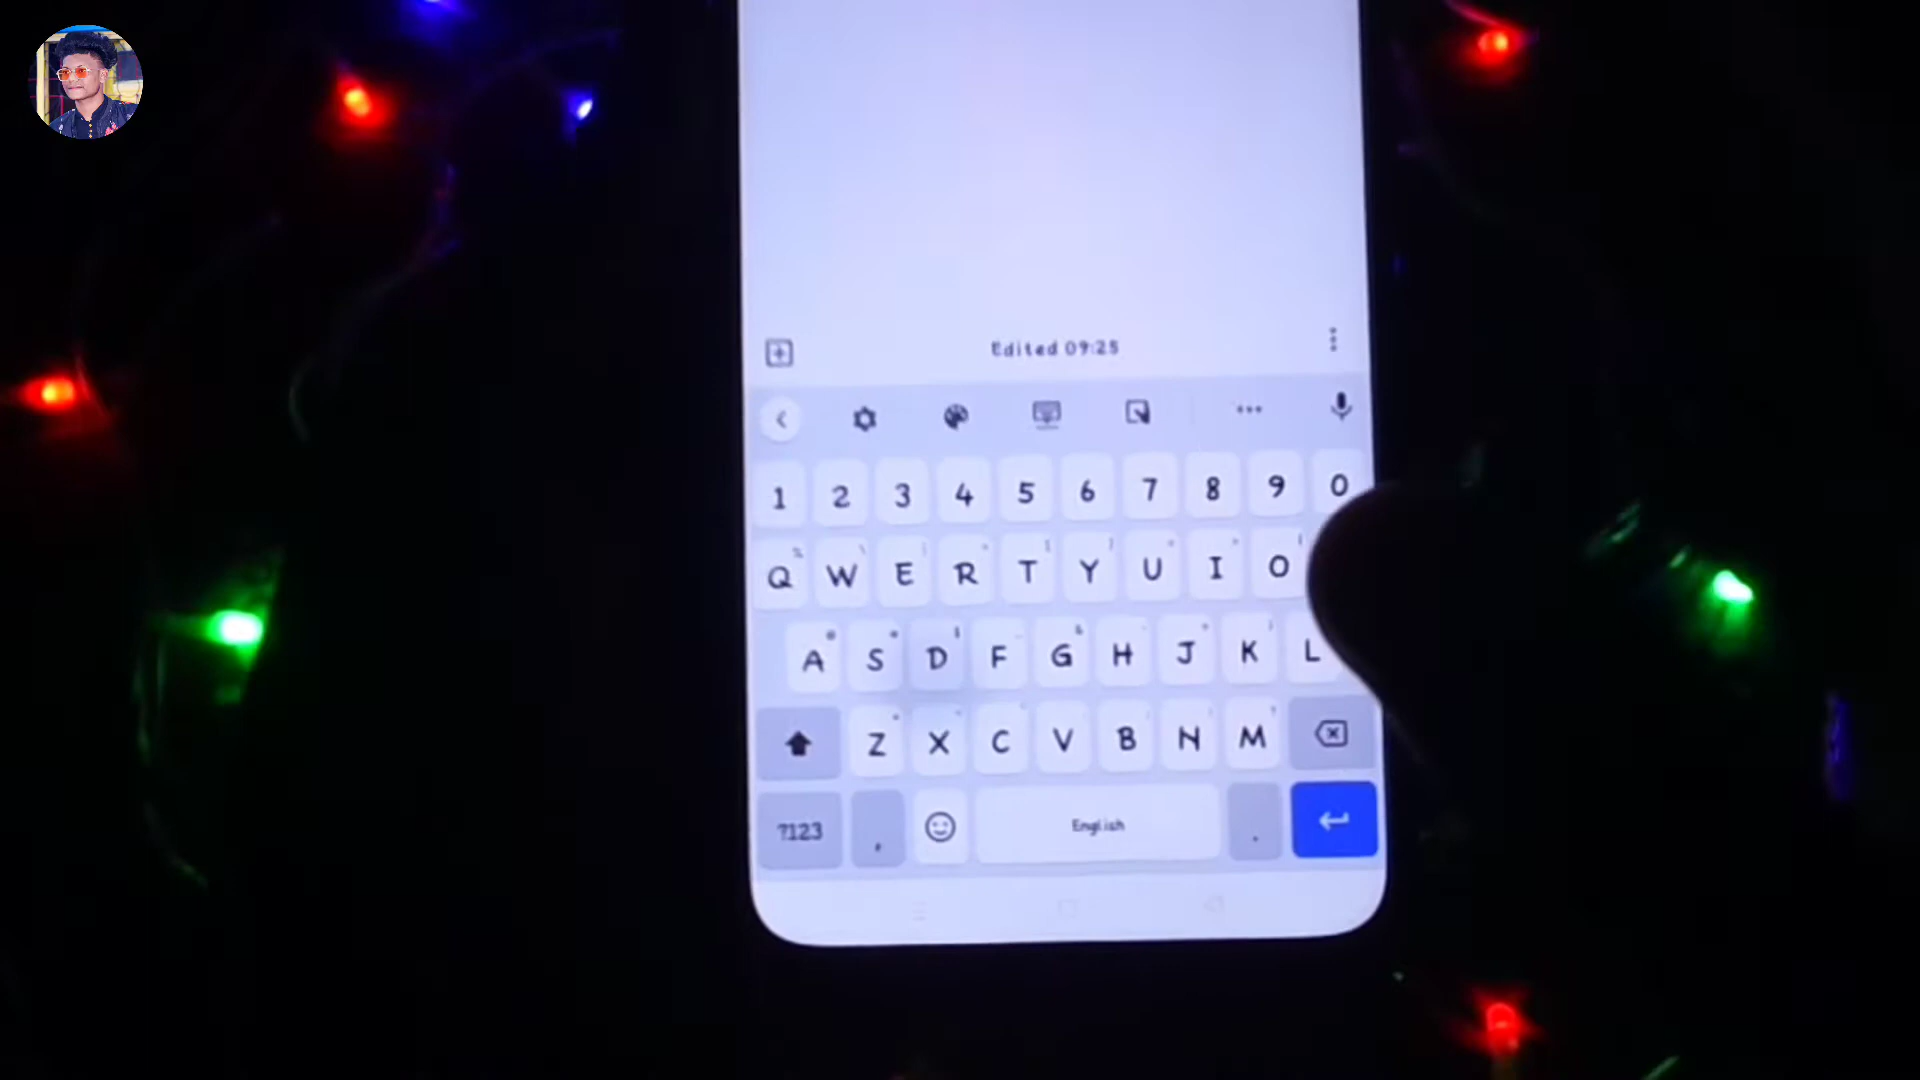 Edited 09:25
1 2 3 4 5 6 7 8 9 0
Q W E R T Y U I O
A S D F G H J K L
Z X C V B N M
?123 , English .